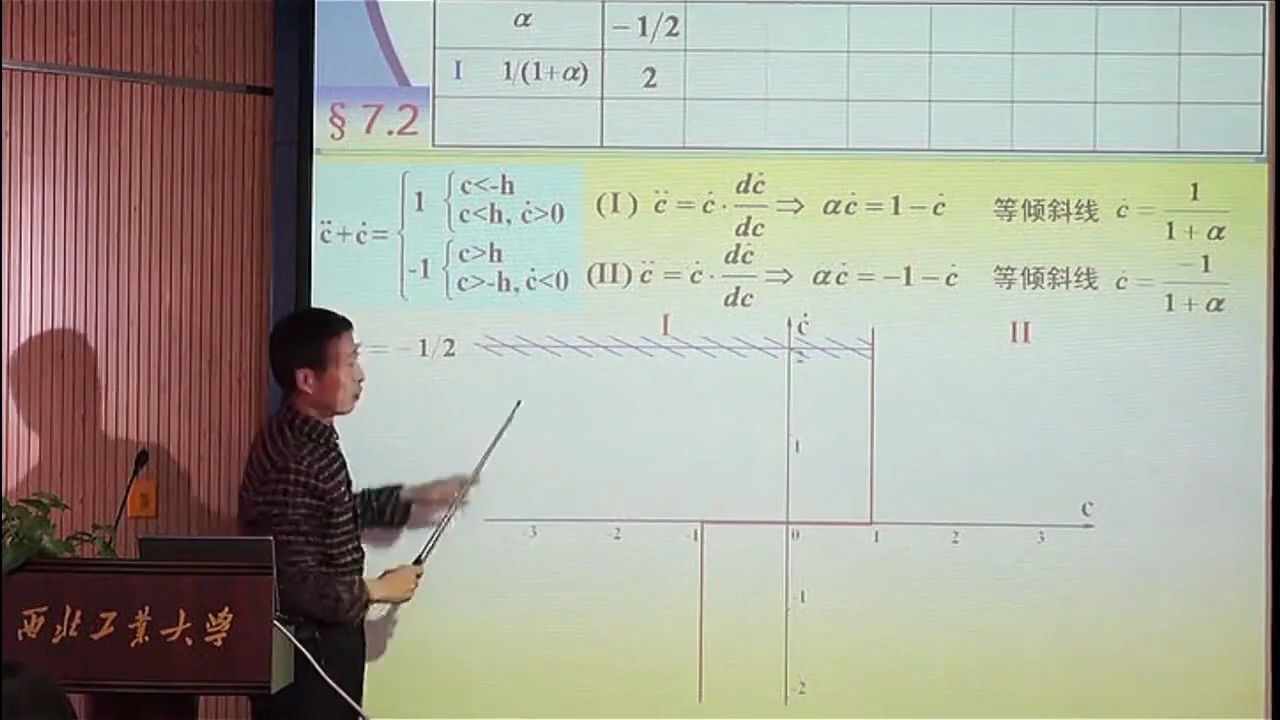 α -1/2
I 1/(1+α) 2
§ 7.2
c̈+ċ= { 1 { c<-h
c<h, ċ>0
-1 { c>h
c>-h, ċ<0
(I) c̈ = ċ · dċ/dc ⇒ αċ = 1 - ċ 等倾斜线 ċ = 1/(1+α)
(II) c̈ = ċ · dċ/dc ⇒ αċ = -1 - ċ 等倾斜线 ċ = -1/(1+α)
I ċ II
= -1/2
2
1
c
-3 -2 -1 0 1 2 3
-1
-2
西北工业大学